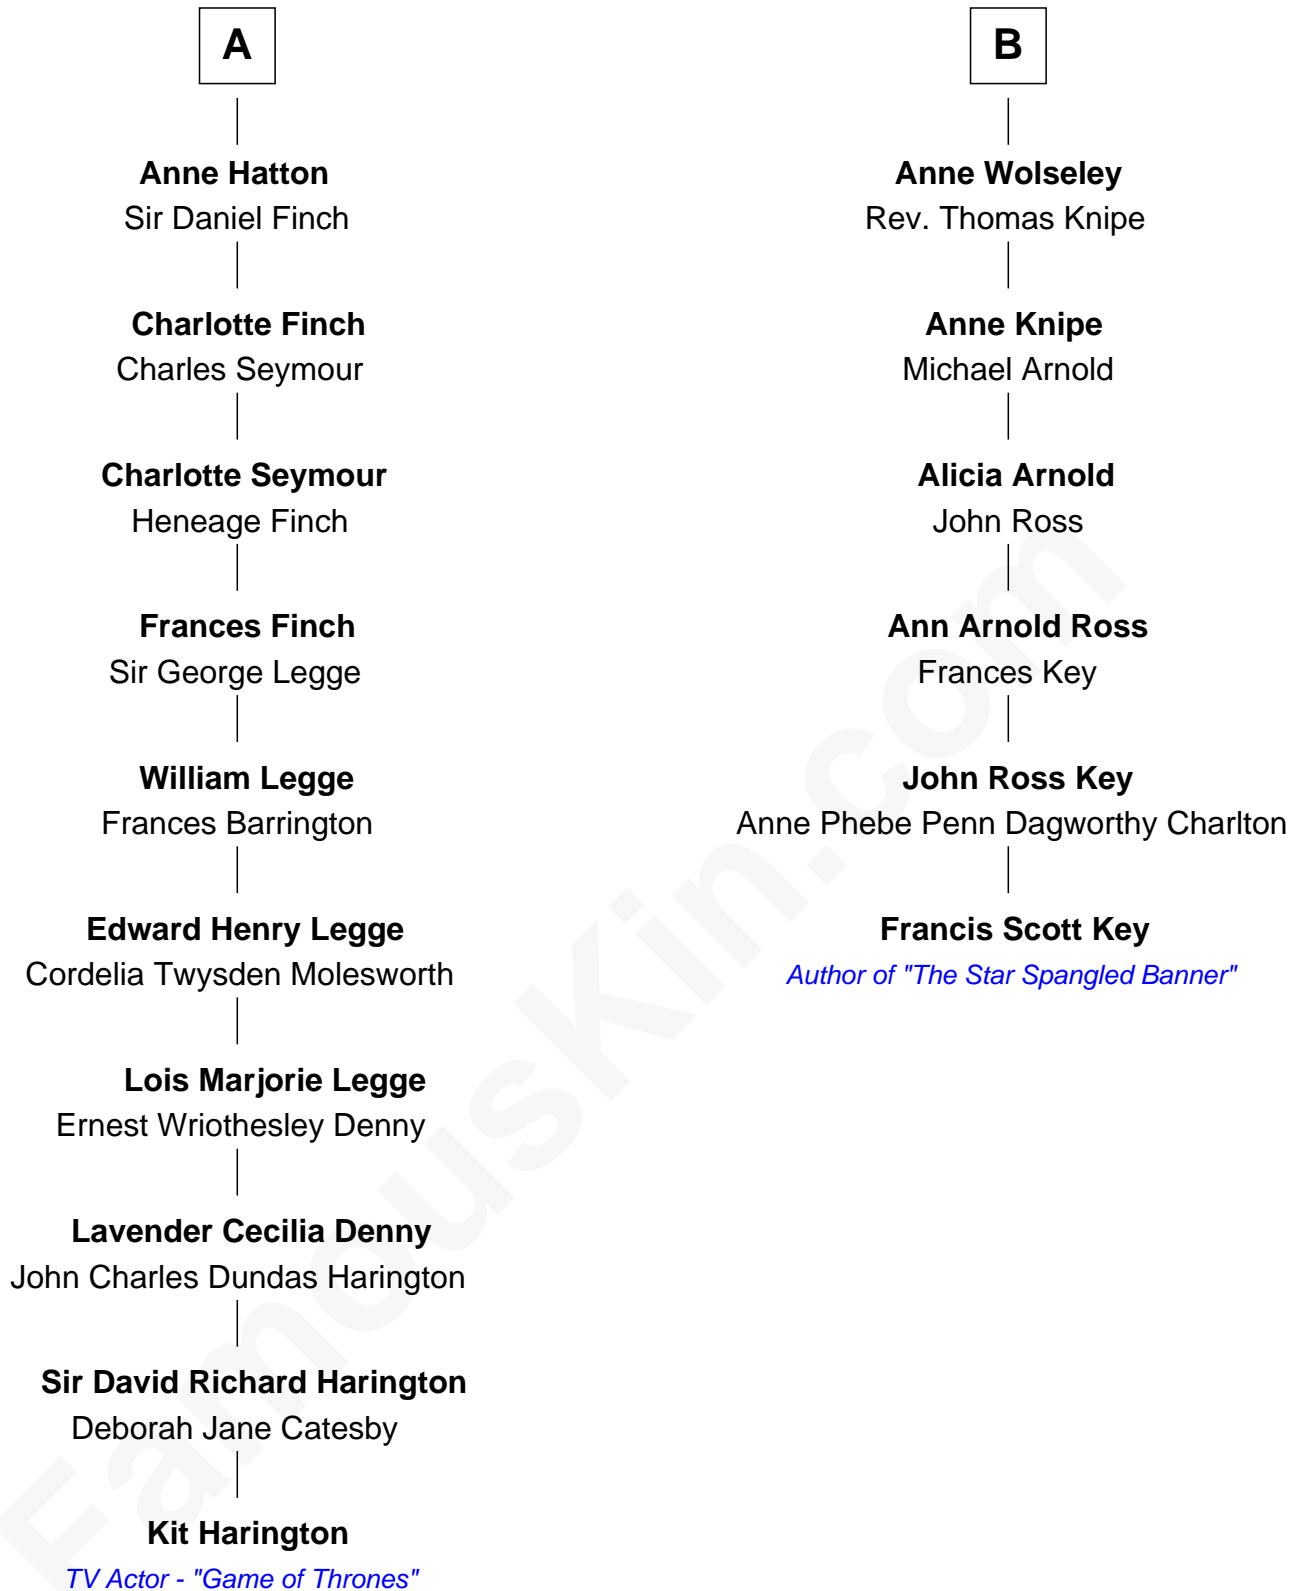 A
Anne Hatton
Sir Daniel Finch
Charlotte Finch
Charles Seymour
Charlotte Seymour
Heneage Finch
Frances Finch
Sir George Legge
William Legge
Frances Barrington
Edward Henry Legge
Cordelia Twysden Molesworth
Lois Marjorie Legge
Ernest Wriothesley Denny
Lavender Cecilia Denny
John Charles Dundas Harington
Sir David Richard Harington
Deborah Jane Catesby
Kit Harington
TV Actor - "Game of Thrones"
B
Anne Wolseley
Rev. Thomas Knipe
Anne Knipe
Michael Arnold
Alicia Arnold
John Ross
Ann Arnold Ross
Frances Key
John Ross Key
Anne Phebe Penn Dagworthy Charlton
Francis Scott Key
Author of "The Star Spangled Banner"
FamousKin.com